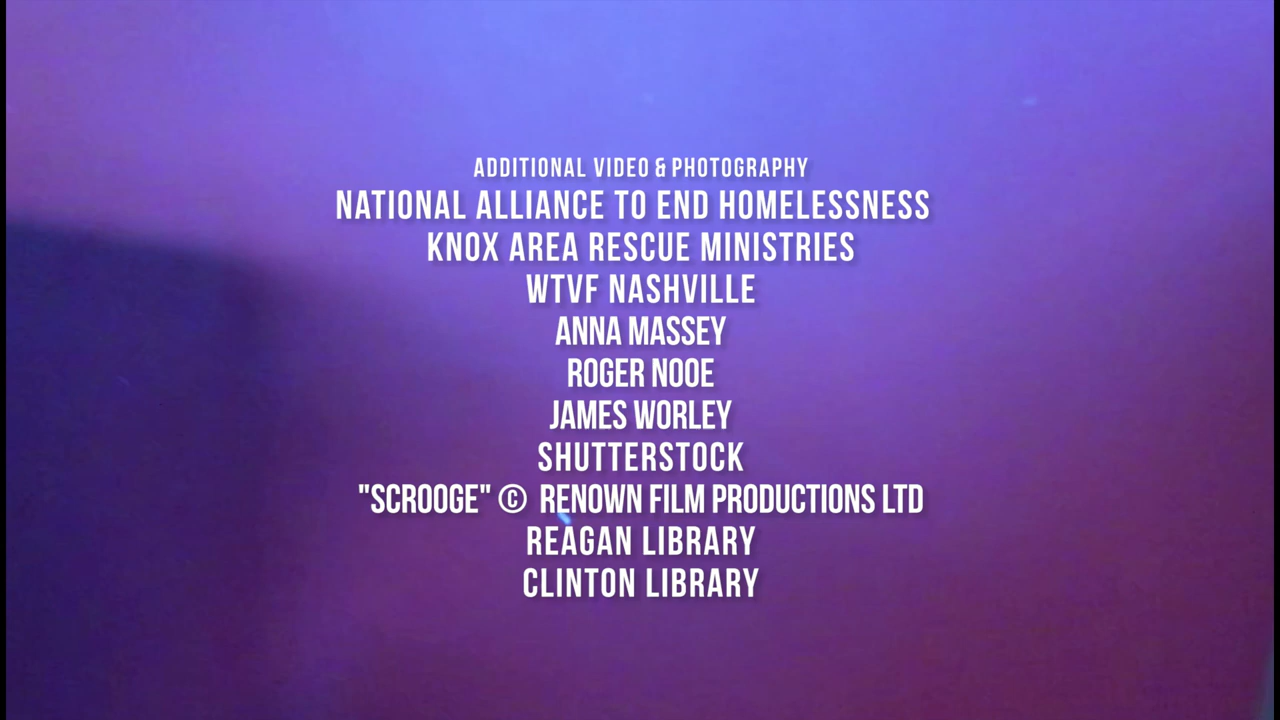 ADDITIONAL VIDEO & PHOTOGRAPHY
NATIONAL ALLIANCE TO END HOMELESSNESS
KNOX AREA RESCUE MINISTRIES
WTVF NASHVILLE
ANNA MASSEY
ROGER NOOE
JAMES WORLEY
SHUTTERSTOCK
"SCROOGE" © RENOWN FILM PRODUCTIONS LTD
REAGAN LIBRARY
CLINTON LIBRARY